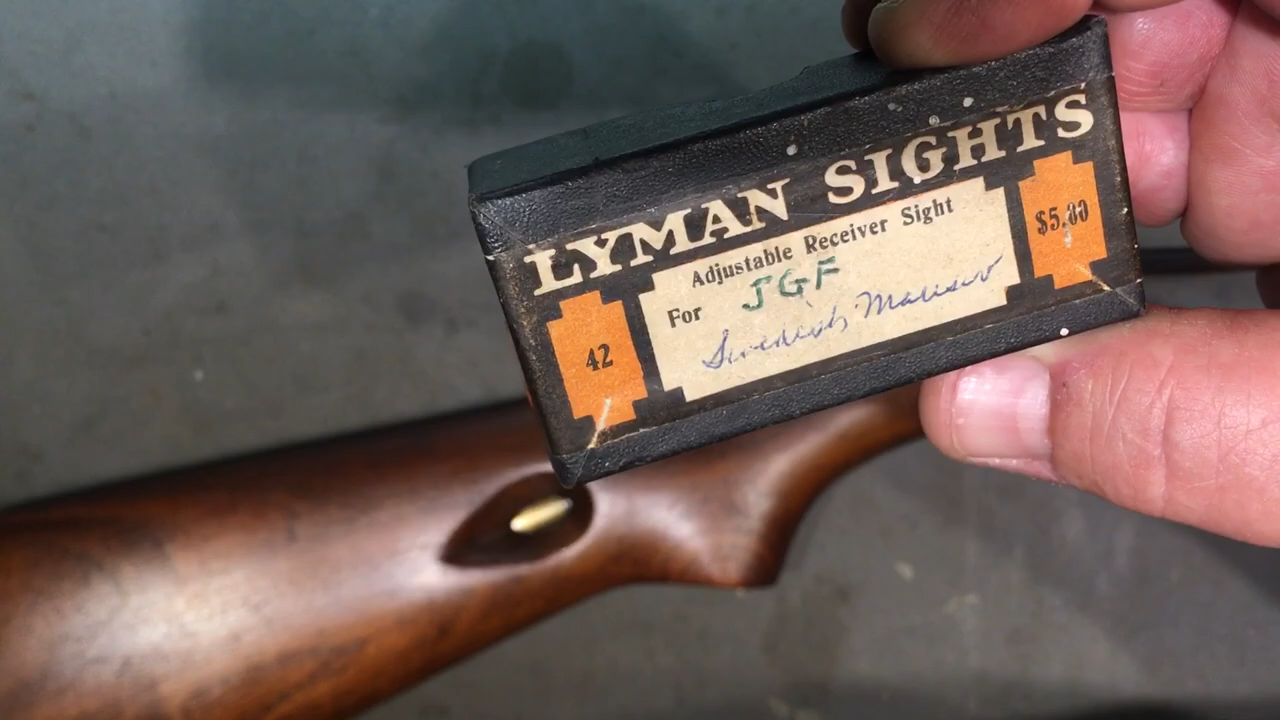 LYMAN SIGHTS
Adjustable Receiver Sight
$5.00
For JGF
42
Swedish Mauser